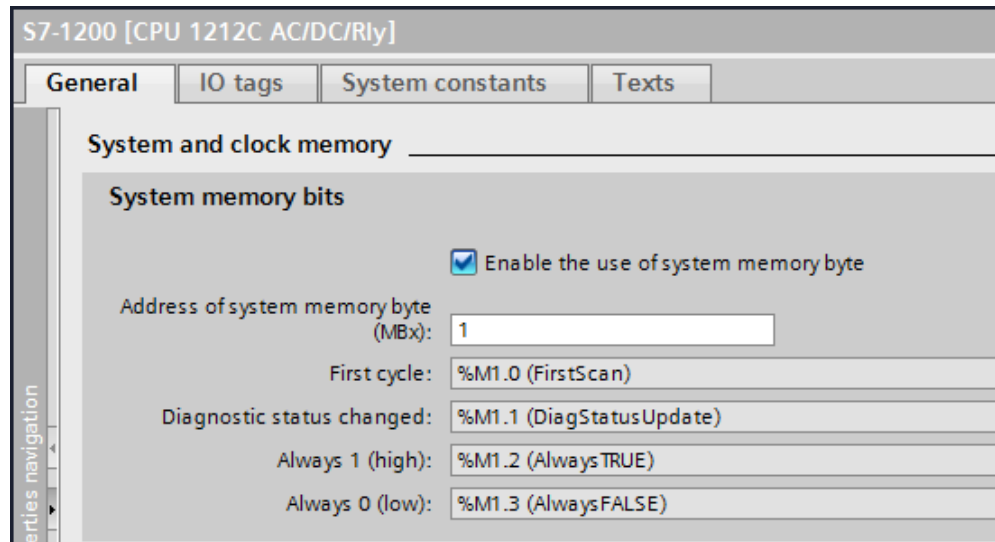 S7-1200 [CPU 1212C AC/DC/Rly]
General IO tags System constants Texts
System and clock memory
System memory bits
Enable the use of system memory byte
Address of system memory byte
(MBx): 1
First cycle: %M1.0 (FirstScan)
Diagnostic status changed: %M1.1 (DiagStatusUpdate)
Always 1 (high): %M1.2 (AlwaysTRUE)
Always 0 (low): %M1.3 (AlwaysFALSE)
erties navigation